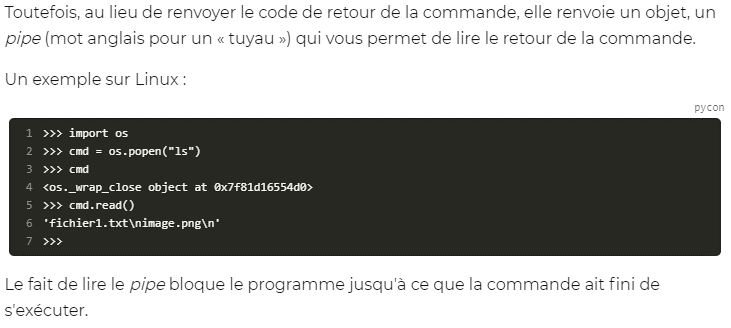 Toutefois, au lieu de renvoyer le code de retour de la commande, elle renvoie un objet, un
pipe (mot anglais pour un « tuyau ») qui vous permet de lire le retour de la commande.
Un exemple sur Linux :
pycon
1 >>> import os
2 >>> cmd = os.popen("ls")
3 >>> cmd
4 <os._wrap_close object at 0x7f81d16554d0>
5 >>> cmd.read()
6 'fichier1.txt\nimage.png\n'
7 >>>
Le fait de lire le pipe bloque le programme jusqu'à ce que la commande ait fini de
s'exécuter.